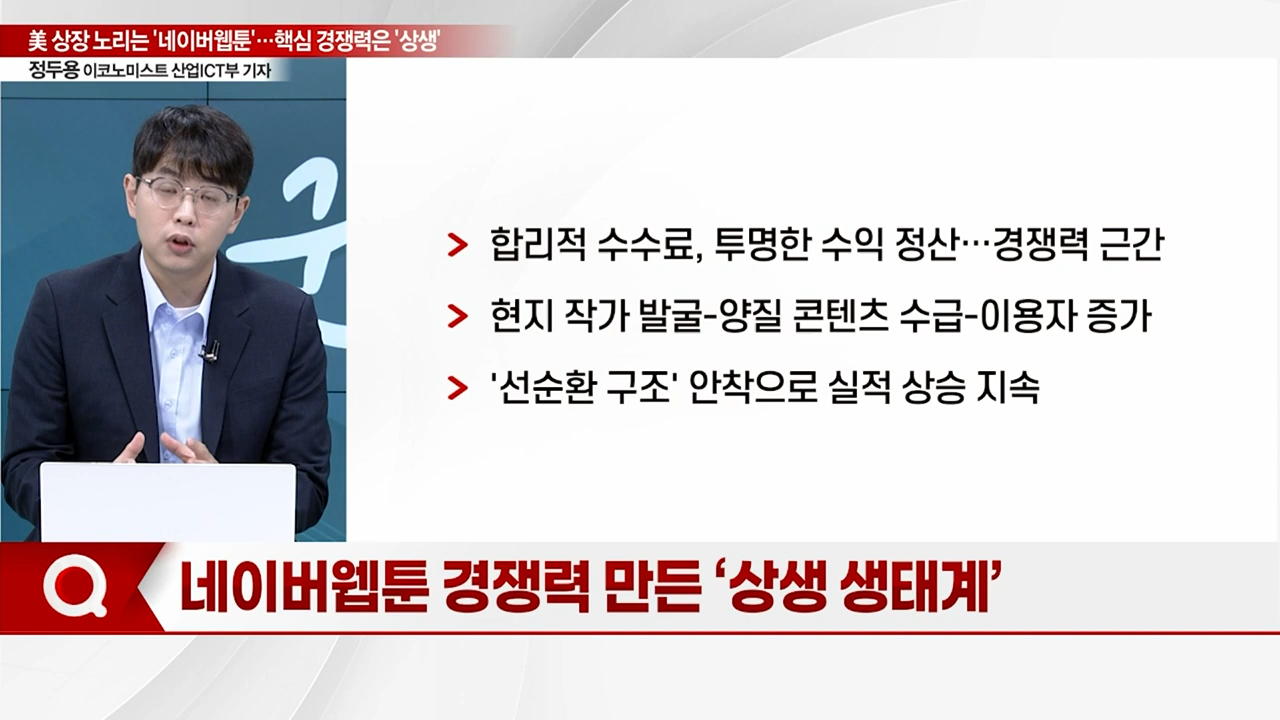 美 상장 노리는 '네이버웹툰'…핵심 경쟁력은 '상생'
정두용 이코노미스트 산업ICT부 기자
> 합리적 수수료, 투명한 수익 정산…경쟁력 근간
> 현지 작가 발굴-양질 콘텐츠 수급-이용자 증가
> '선순환 구조' 안착으로 실적 상승 지속
Q 네이버웹툰 경쟁력 만든 ‘상생 생태계’